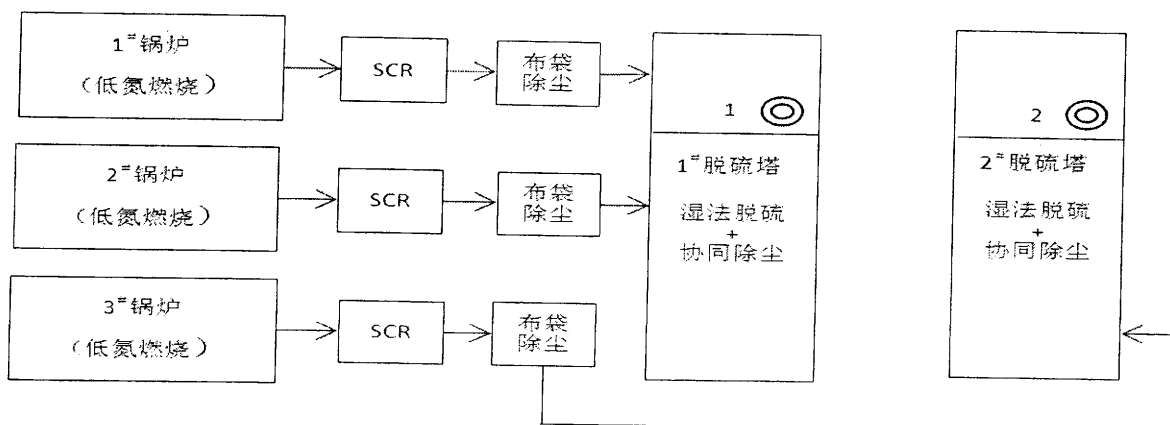 1#锅炉
（低氮燃烧）
SCR
布袋
除尘
2#锅炉
（低氮燃烧）
SCR
布袋
除尘
3#锅炉
（低氮燃烧）
SCR
布袋
除尘
1
1#脱硫塔
湿法脱硫
+
协同除尘
2
2#脱硫塔
湿法脱硫
+
协同除尘